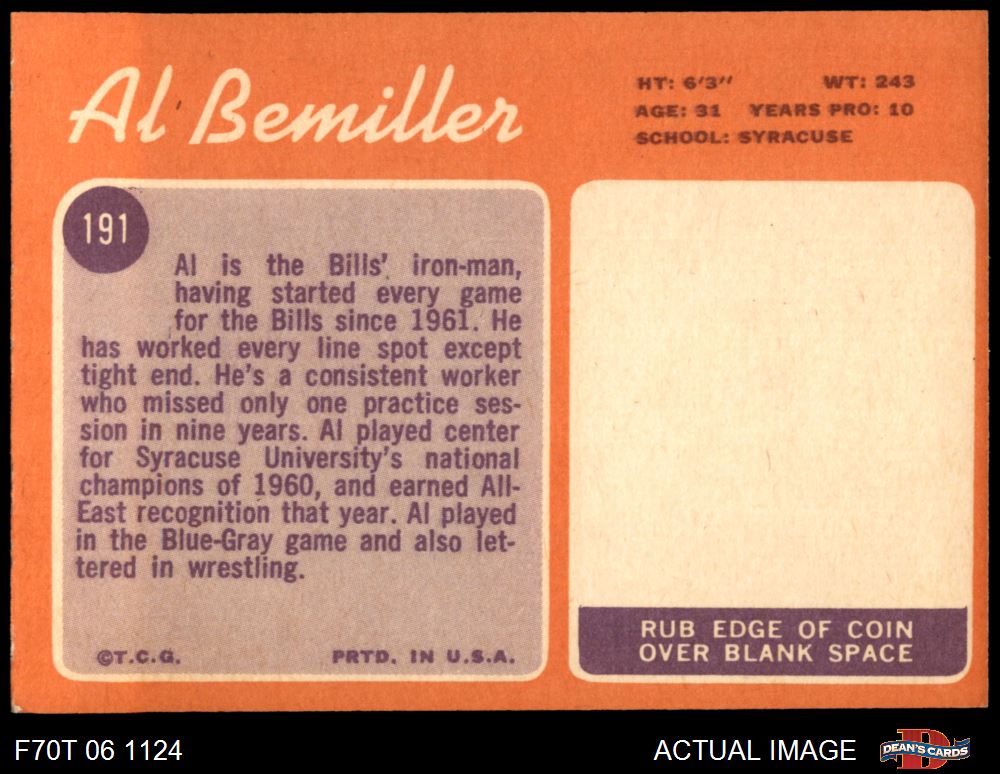 Al Bemiller
HT: 6'3" WT: 243
AGE: 31 YEARS PRO: 10
SCHOOL: SYRACUSE
191
Al is the Bills' iron-man,
having started every game
for the Bills since 1961. He
has worked every line spot except
tight end. He's a consistent worker
who missed only one practice ses-
sion in nine years. Al played center
for Syracuse University's national
champions of 1960, and earned All-
East recognition that year. Al played
in the Blue-Gray game and also let-
tered in wrestling.
©T.C.G. PRTD. IN U.S.A.
RUB EDGE OF COIN
OVER BLANK SPACE
F70T 06 1124
ACTUAL IMAGE
DEAN'S CARDS